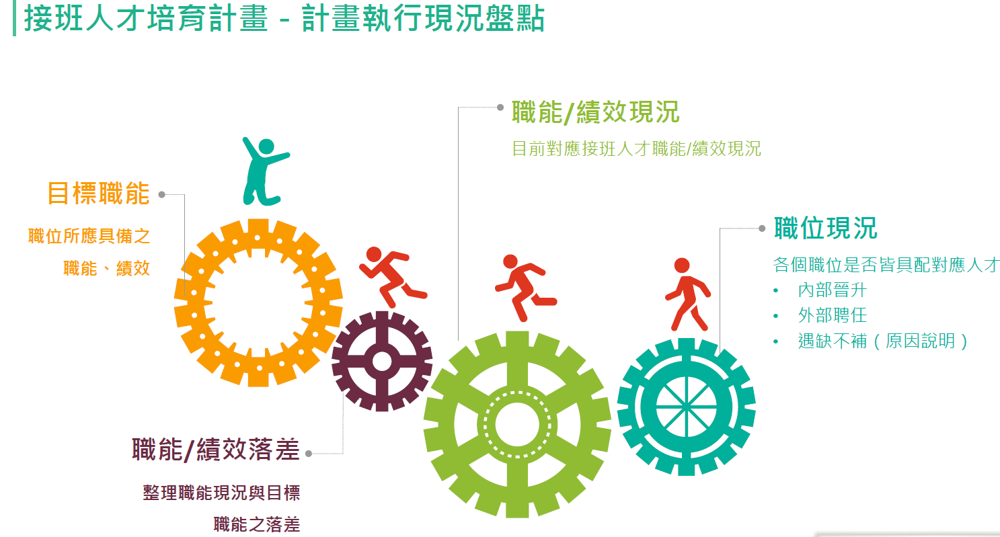 接班人才培育計畫 - 計畫執行現況盤點
職能/績效現況
目前對應接班人才職能/績效現況
目標職能
職位所應具備之
職能、績效
職位現況
各個職位是否皆具配對應人才
• 內部晉升
• 外部聘任
• 遇缺不補（原因說明）
職能/績效落差
整理職能現況與目標
職能之落差